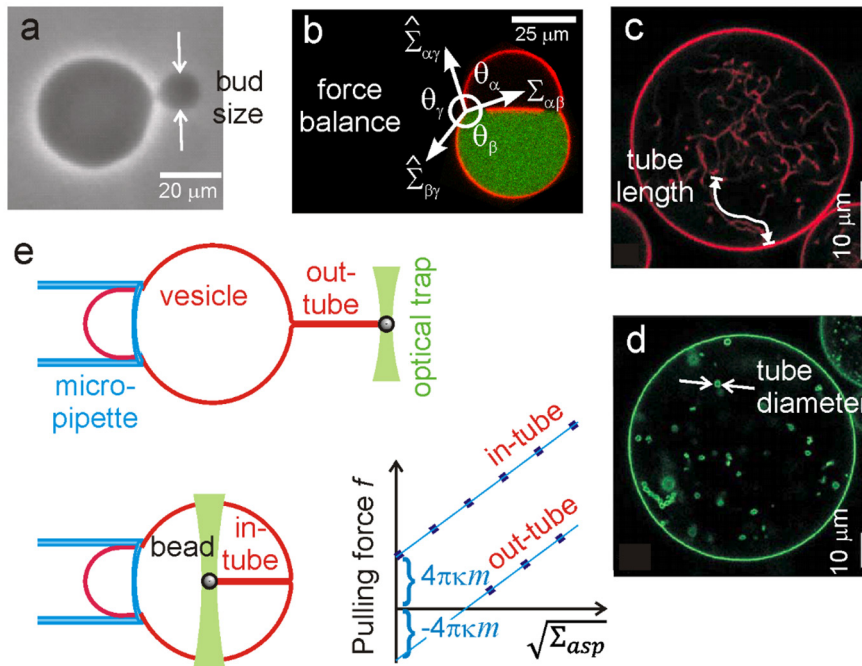 a
bud
size
20 μm
b
25 μm
Σ̂αγ
θα
Σαβ
force
balance
θγ
θβ
Σ̂βγ
c
tube
length
10 μm
d
tube
diameter
10 μm
e
out-
tube
vesicle
optical trap
micro-
pipette
bead
in-
tube
Pulling force f
in-tube
out-tube
4πκm
-4πκm
√Σasp